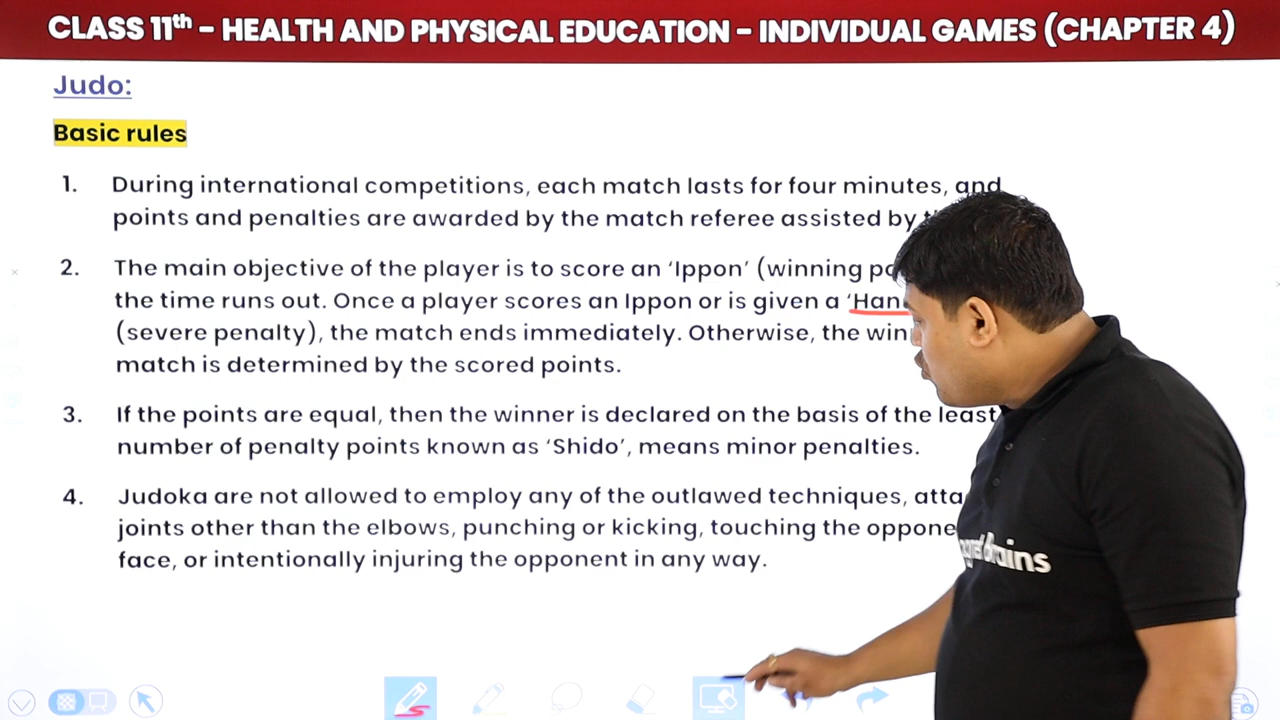 CLASS 11th – HEALTH AND PHYSICAL EDUCATION – INDIVIDUAL GAMES (CHAPTER 4)
Judo:
Basic rules
1. During international competitions, each match lasts for four minutes, and
points and penalties are awarded by the match referee assisted by
2. The main objective of the player is to score an ‘Ippon’ (winning
the time runs out. Once a player scores an Ippon or is given a
(severe penalty), the match ends immediately. Otherwise, the
match is determined by the scored points.
3. If the points are equal, then the winner is declared on the basis of the least
number of penalty points known as ‘Shido’, means minor penalties.
4. Judoka are not allowed to employ any of the outlawed techniques,
joints other than the elbows, punching or kicking, touching the
face, or intentionally injuring the opponent in any way.